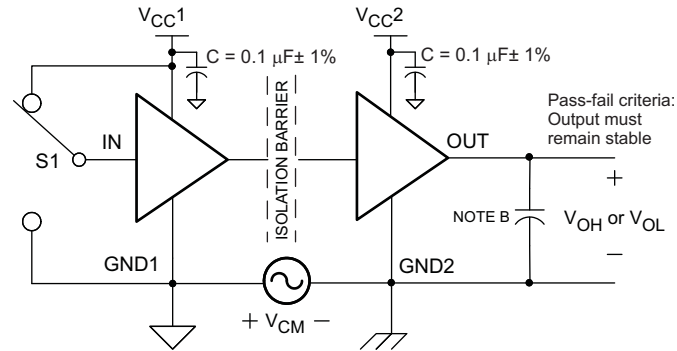 VCC1
VCC2
C = 0.1 μF± 1%
C = 0.1 μF± 1%
Pass-fail criteria:
Output must
remain stable
IN
OUT
S1
ISOLATION BARRIER
+
NOTE B
VOH or VOL
–
GND1
GND2
+ VCM –